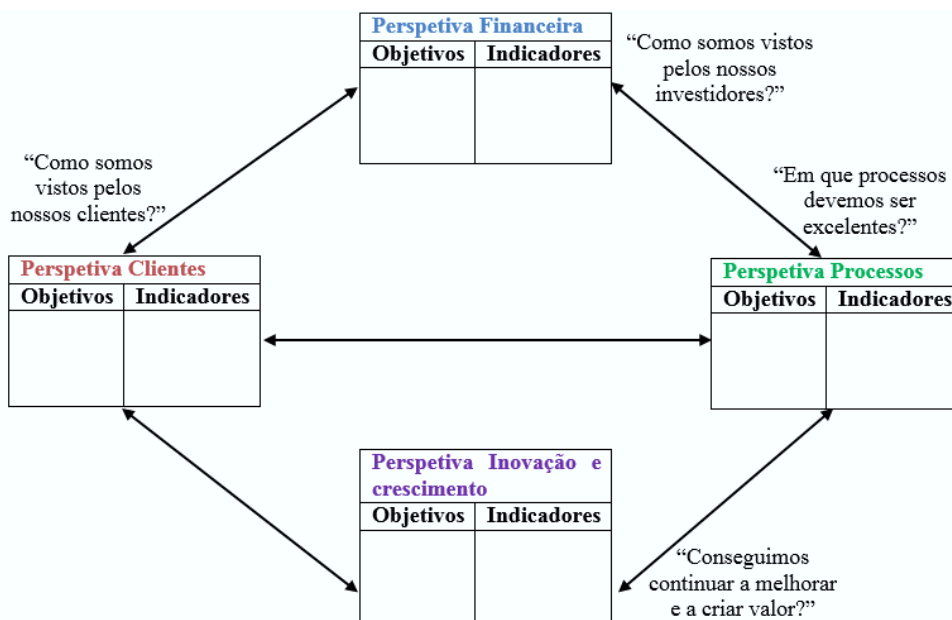 Perspetiva Financeira
Objetivos Indicadores
“Como somos vistos
pelos nossos
investidores?”
“Como somos
vistos pelos
nossos clientes?”
“Em que processos
devemos ser
excelentes?”
Perspetiva Clientes
Objetivos Indicadores
Perspetiva Processos
Objetivos Indicadores
Perspetiva Inovação e
crescimento
Objetivos Indicadores
“Conseguimos
continuar a melhorar
e a criar valor?”